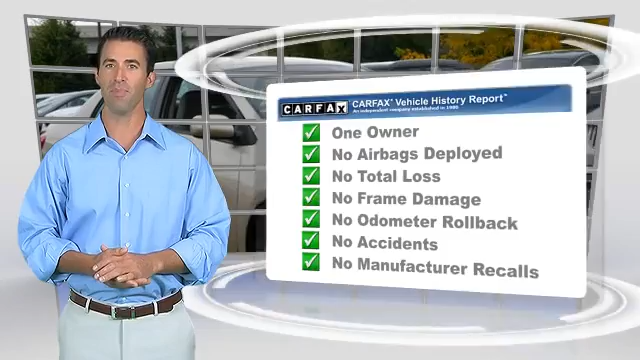 CARFAX
CARFAX Vehicle History Report™
An independent company established in 1986
One Owner
No Airbags Deployed
No Total Loss
No Frame Damage
No Odometer Rollback
No Accidents
No Manufacturer Recalls